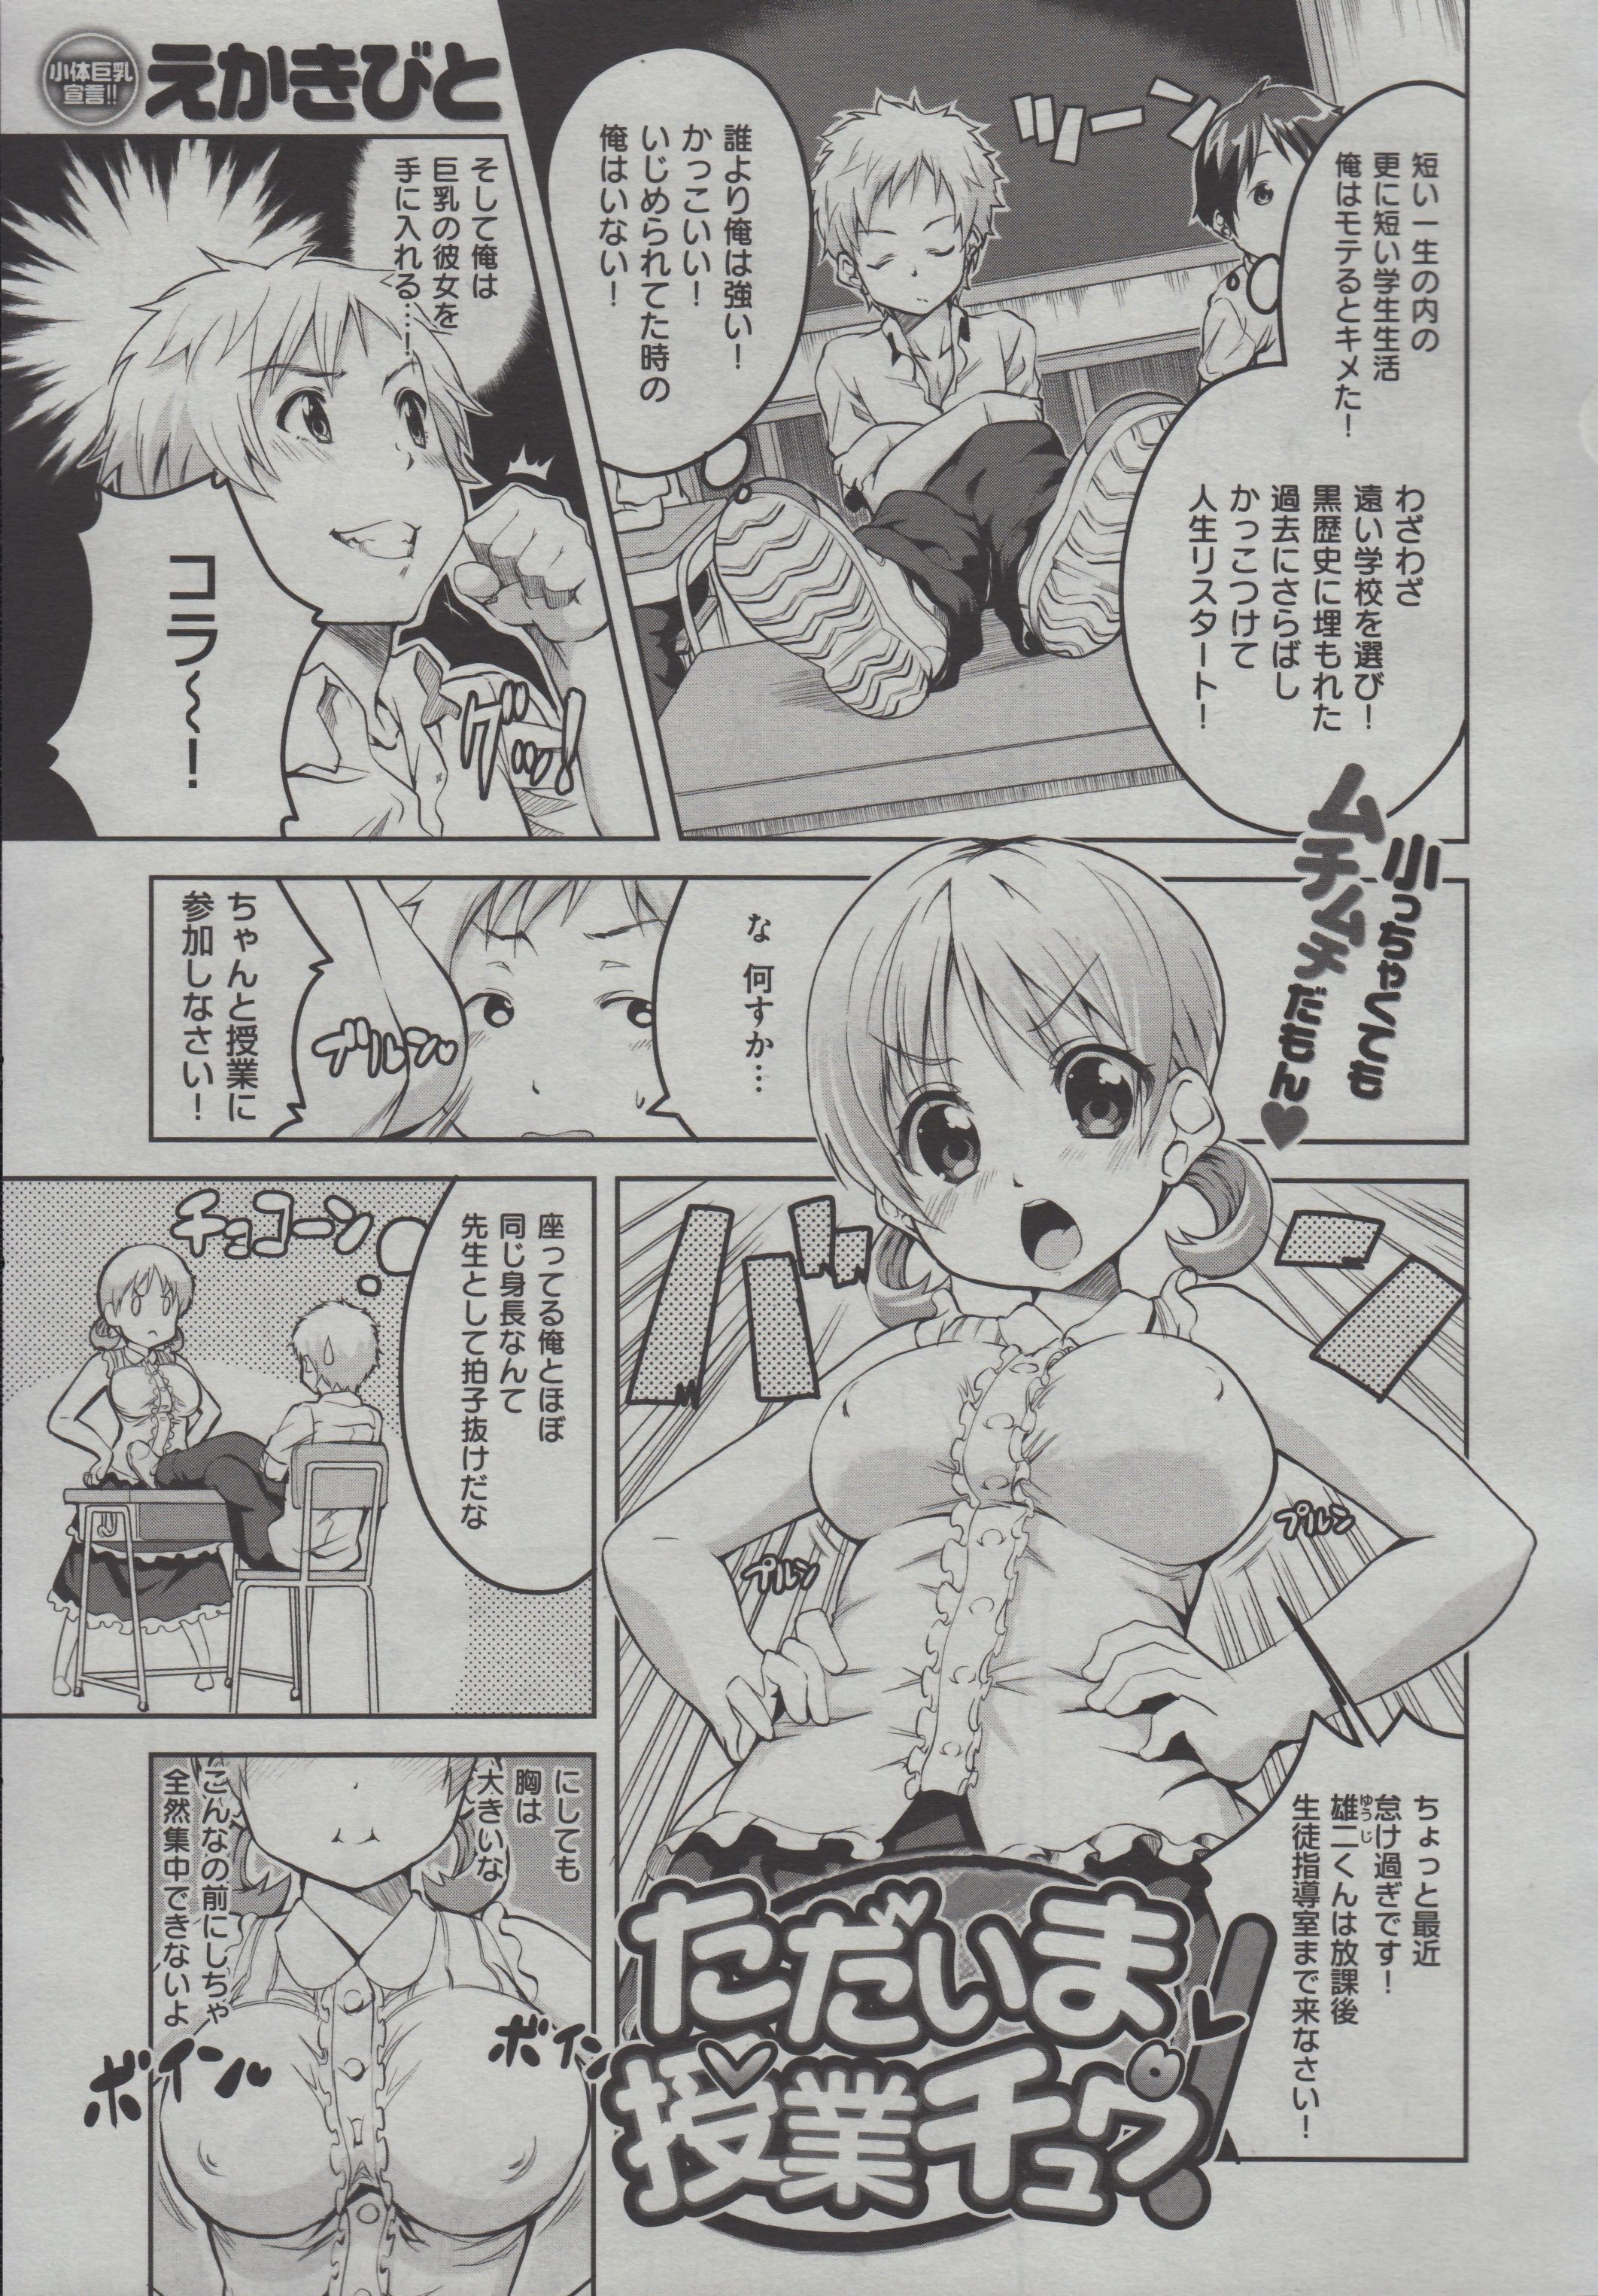 小体巨乳
宣言!!
えかきびと
短い一生の内の
更に短い学生生活
俺はモテるとキメた!
わざわざ
遠い学校を選び!
黒歴史に埋もれた
過去にさらばし
かっこつけて
人生リスタート!
ツーン
誰より俺は強い!
かっこいい!
いじめられてた時の
俺はいない!
そして俺は
巨乳の彼女を
手に入れる…!
グッ!
コラ〜!
小っちゃくても
ムチムチだもん♥
な 何すか…
プルルン
ちゃんと授業に
参加しなさい!
プルン
プルン
ちょっと最近
怠け過ぎです!
雄二くんは放課後
ゆうじ
生徒指導室まで来なさい!
ただいま
授業チュウ!
座ってる俺とほぼ
同じ身長なんて
先生として拍子抜けだな
チョコーン
にしても
胸は
大きいな
こんなの前にしちゃ
全然集中できないよ
ボイン
ボイン